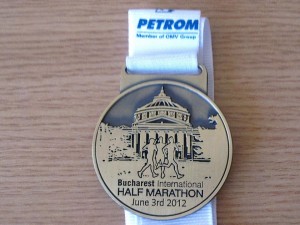 PETROM
Member of OMV Group
Bucharest International
HALF MARATHON
June 3rd 2012